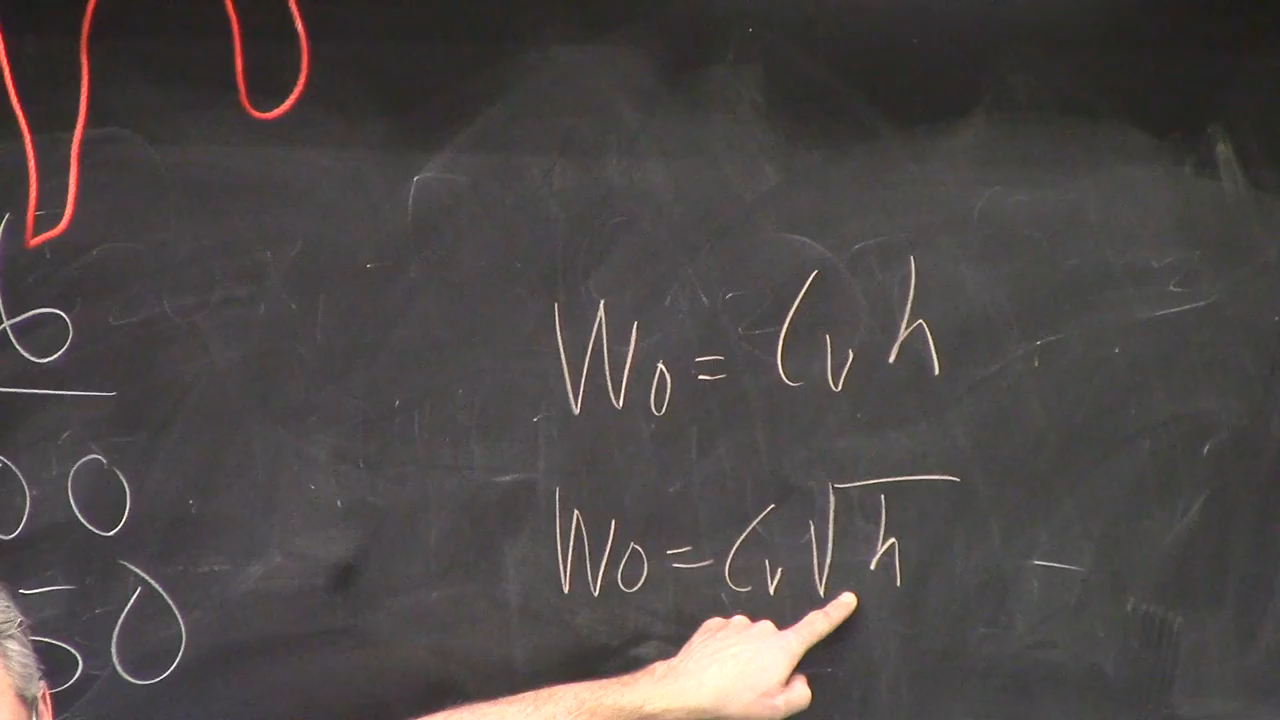 W₀ = Cᵥ h
W₀ = Cᵥ √h